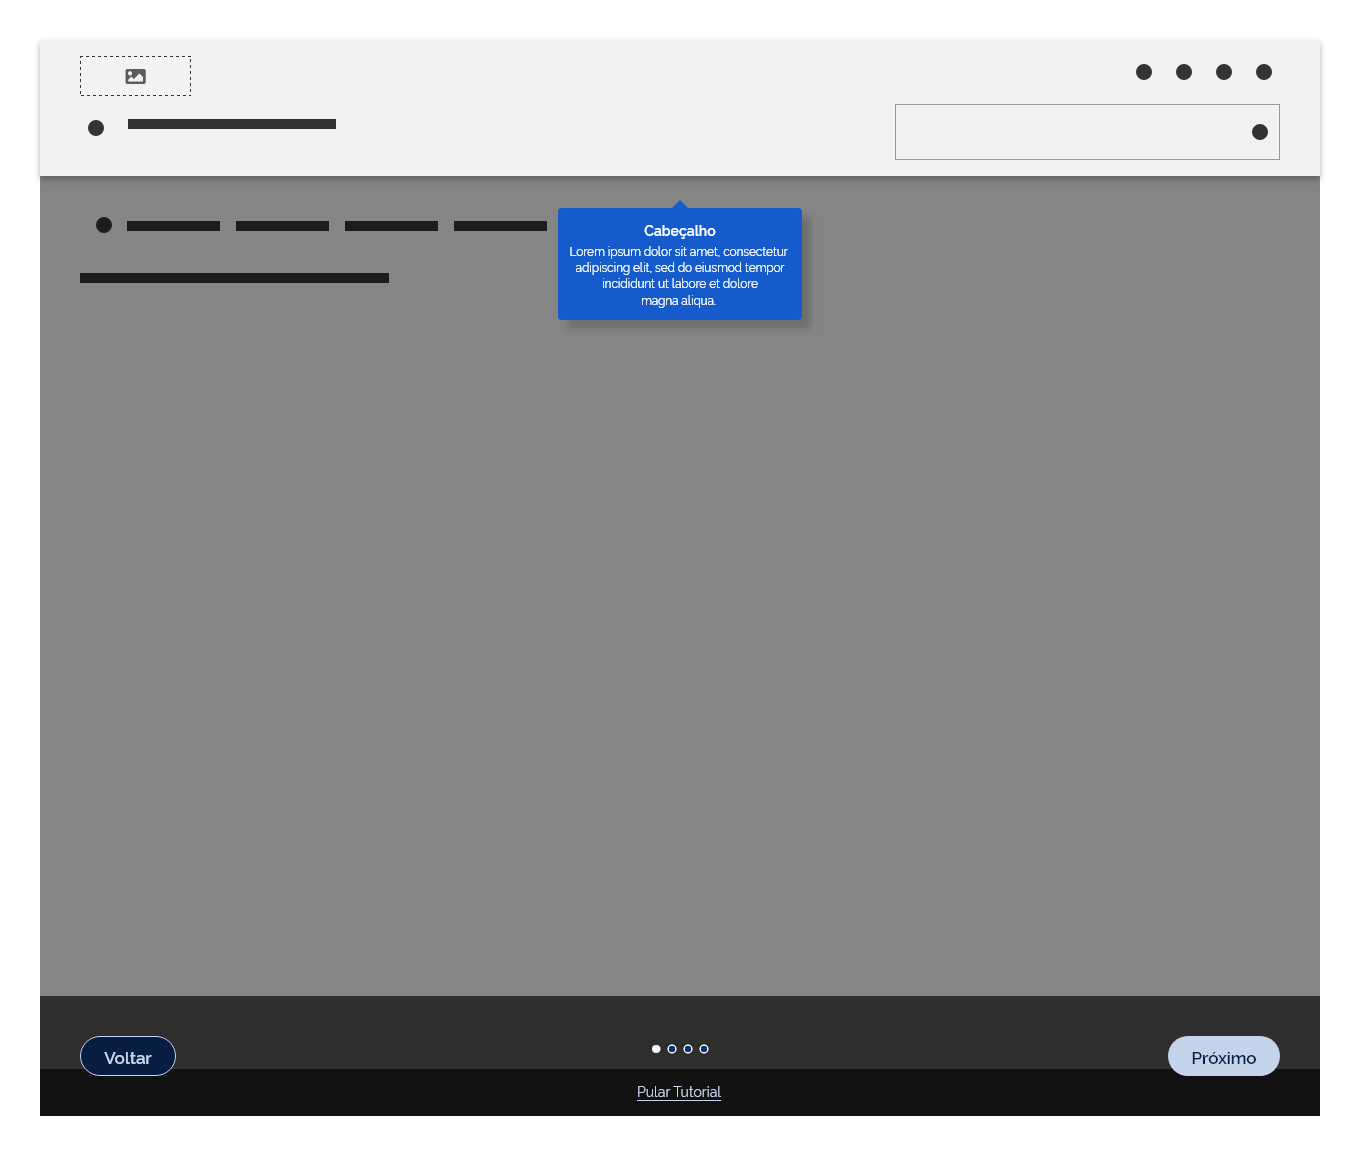 Cabeçalho
Lorem ipsum dolor sit amet, consectetur
adipiscing elit, sed do eiusmod tempor
incididunt ut labore et dolore
magna aliqua.
Voltar
Próximo
Pular Tutorial